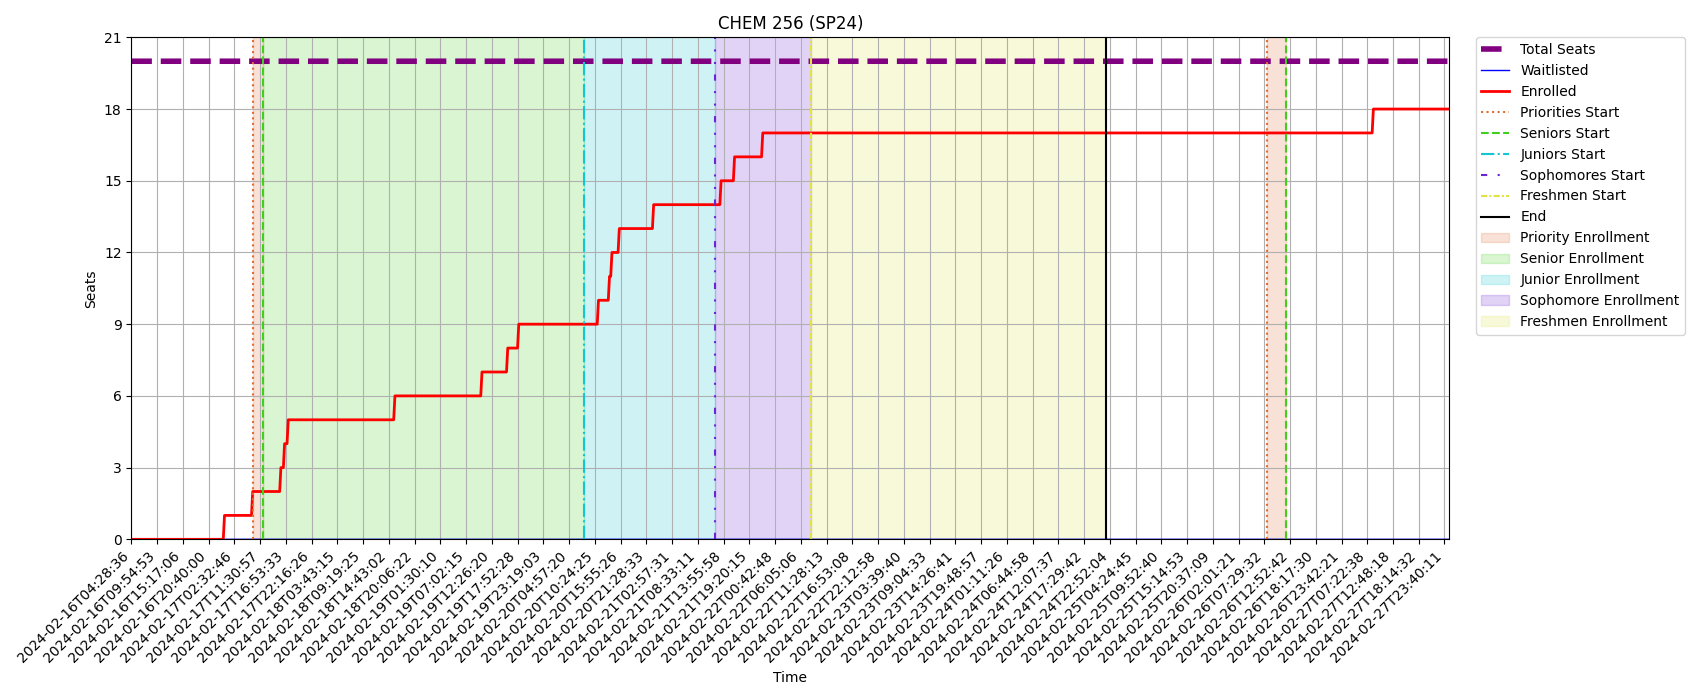 CHEM 256 (SP24)
21
18
15
12
9
6
3
0
Seats
2024-02-16T04:28:36
2024-02-16T09:54:53
2024-02-16T15:17:06
2024-02-16T20:40:00
2024-02-17T02:32:46
2024-02-17T11:30:57
2024-02-17T16:53:33
2024-02-17T22:16:26
2024-02-18T03:43:15
2024-02-18T09:19:25
2024-02-18T14:43:02
2024-02-18T20:06:22
2024-02-19T01:30:10
2024-02-19T07:02:15
2024-02-19T12:26:20
2024-02-19T17:52:28
2024-02-19T23:19:03
2024-02-20T04:57:20
2024-02-20T10:24:25
2024-02-20T15:55:26
2024-02-20T21:28:33
2024-02-21T02:57:31
2024-02-21T08:33:11
2024-02-21T13:55:58
2024-02-21T19:20:15
2024-02-22T00:42:48
2024-02-22T06:05:06
2024-02-22T11:28:13
2024-02-22T16:53:08
2024-02-22T22:12:58
2024-02-23T03:39:40
2024-02-23T09:04:33
2024-02-23T14:26:41
2024-02-23T19:48:57
2024-02-24T01:11:26
2024-02-24T06:44:58
2024-02-24T12:07:37
2024-02-24T17:29:42
2024-02-24T22:52:04
2024-02-25T04:24:45
2024-02-25T09:52:40
2024-02-25T15:14:53
2024-02-25T20:37:09
2024-02-26T02:01:21
2024-02-26T07:29:32
2024-02-26T12:52:42
2024-02-26T18:17:30
2024-02-26T23:42:21
2024-02-27T07:22:38
2024-02-27T12:48:18
2024-02-27T18:14:32
2024-02-27T23:40:11
Time
Total Seats
Waitlisted
Enrolled
Priorities Start
Seniors Start
Juniors Start
Sophomores Start
Freshmen Start
End
Priority Enrollment
Senior Enrollment
Junior Enrollment
Sophomore Enrollment
Freshmen Enrollment